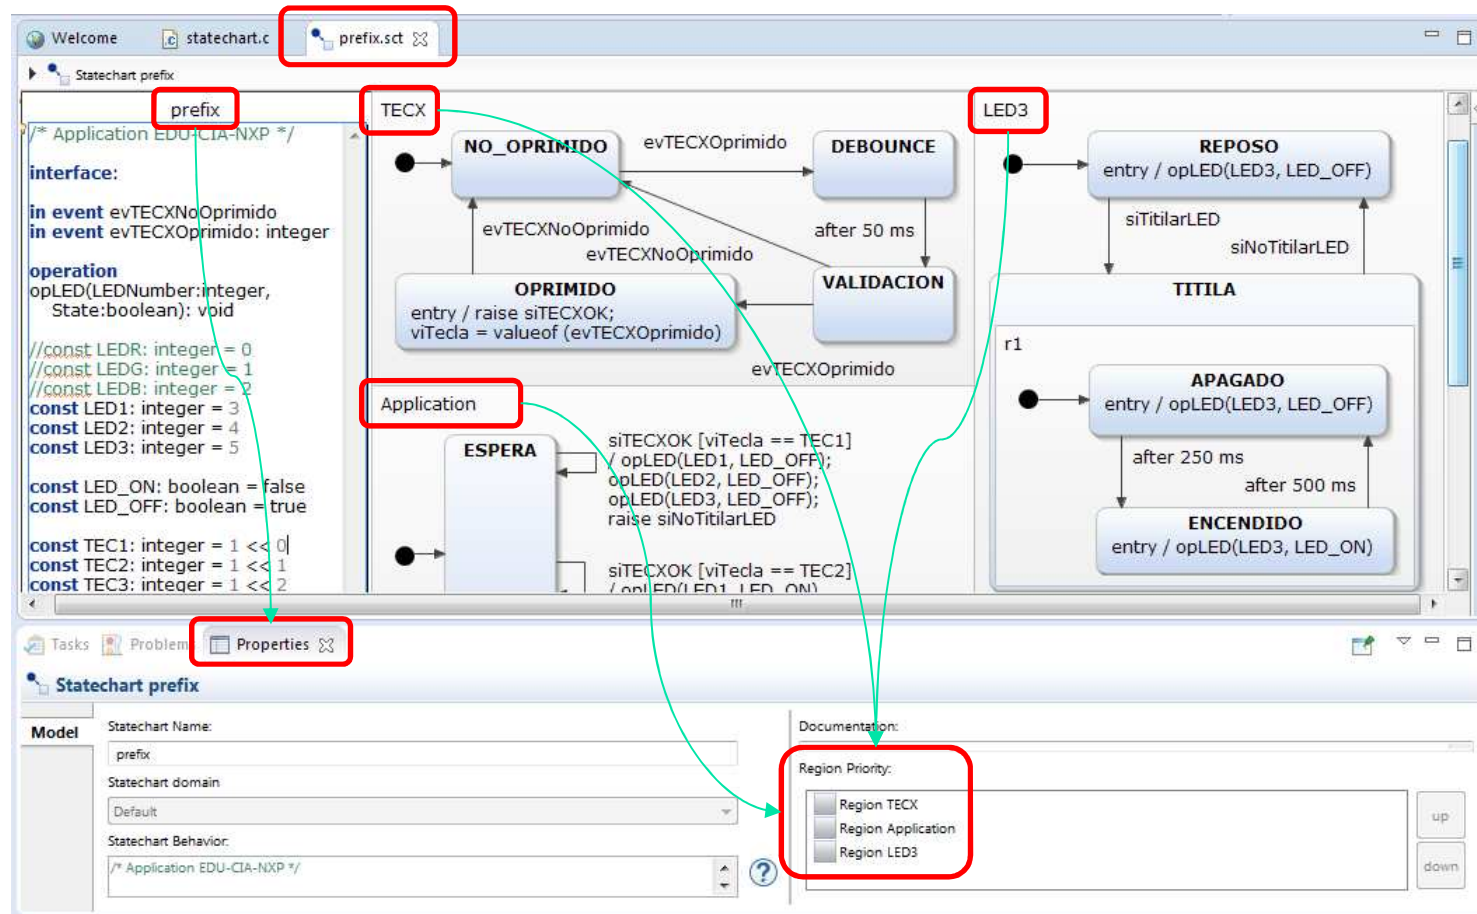 Welcome
statechart.c
prefix.sct
Statechart prefix
prefix
/* Application EDU-CIA-NXP */
interface:
in event evTECXNoOprimido
in event evTECXOprimido: integer
operation
opLED(LEDNumber:integer,
State:boolean): void
//const LEDR: integer = 0
//const LEDG: integer = 1
//const LEDB: integer = 2
const LED1: integer = 3
const LED2: integer = 4
const LED3: integer = 5
const LED_ON: boolean = false
const LED_OFF: boolean = true
const TEC1: integer = 1 << 0
const TEC2: integer = 1 << 1
const TEC3: integer = 1 << 2
TECX
NO_OPRIMIDO
evTECXOprimido
DEBOUNCE
evTECXNoOprimido
evTECXNoOprimido
after 50 ms
OPRIMIDO
entry / raise siTECXOK;
viTecla = valueof (evTECXOprimido)
VALIDACION
evTECXOprimido
Application
ESPERA
siTECXOK [viTecla == TEC1]
/ opLED(LED1, LED_OFF);
opLED(LED2, LED_OFF);
opLED(LED3, LED_OFF);
raise siNoTitilarLED
siTECXOK [viTecla == TEC2]
/ opLED(LED1, LED_ON)
LED3
REPOSO
entry / opLED(LED3, LED_OFF)
siTitilarLED
siNoTitilarLED
TITILA
r1
APAGADO
entry / opLED(LED3, LED_OFF)
after 250 ms
after 500 ms
ENCENDIDO
entry / opLED(LED3, LED_ON)
Tasks
Problem
Properties
Statechart prefix
Model
Statechart Name:
prefix
Statechart domain
Default
Statechart Behavior:
/* Application EDU-CIA-NXP */
Documentation:
Region Priority:
Region TECX
Region Application
Region LED3
up
down